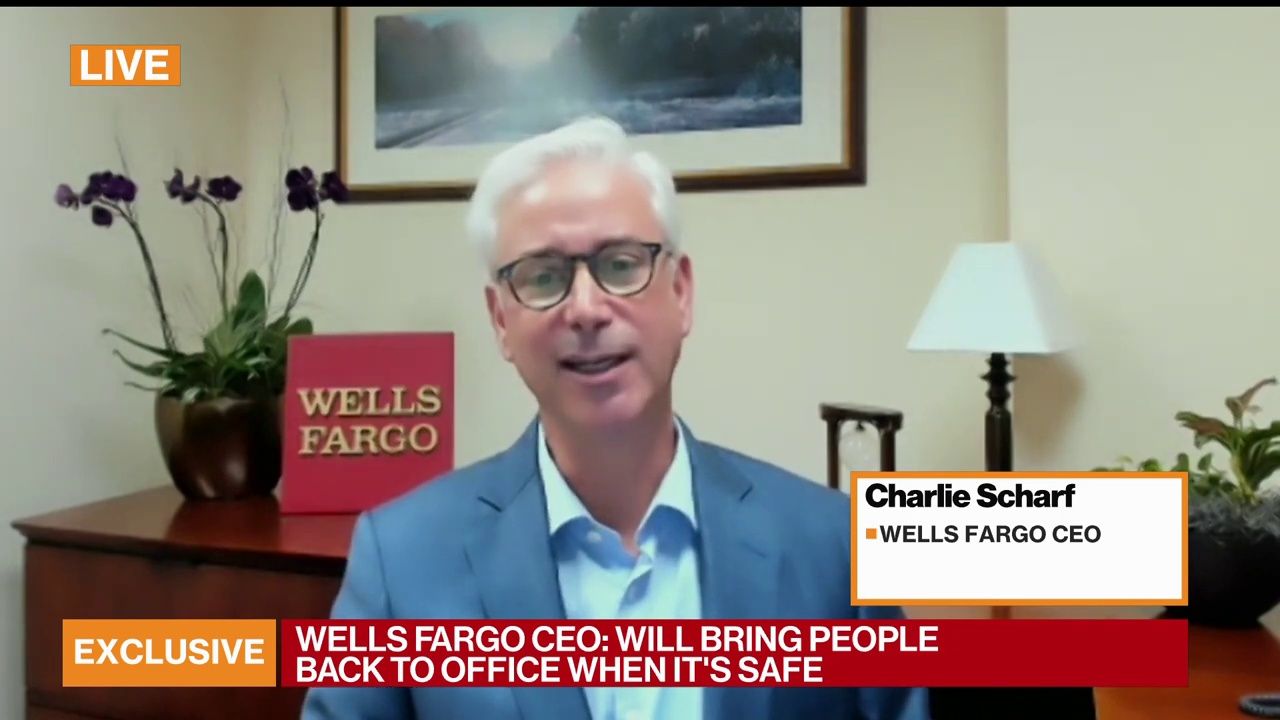 LIVE
WELLS
FARGO
Charlie Scharf
WELLS FARGO CEO
EXCLUSIVE
WELLS FARGO CEO: WILL BRING PEOPLE
BACK TO OFFICE WHEN IT'S SAFE